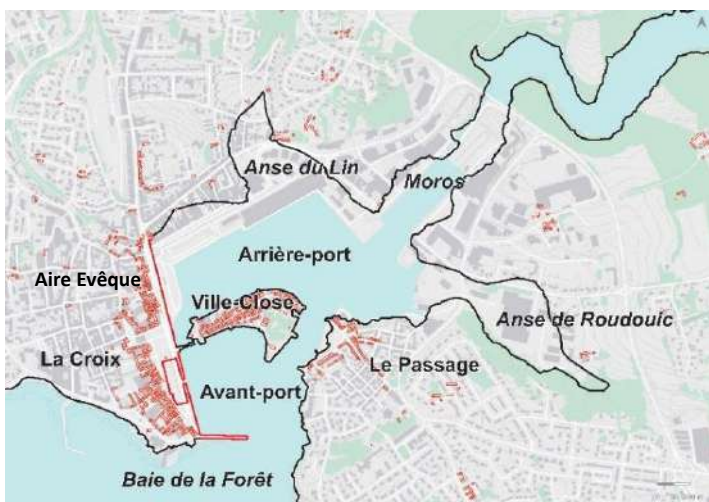 Anse du Lin
Moros
Arrière-port
Aire Evêque
Ville-Close
Anse de Roudouic
La Croix
Le Passage
Avant-port
Baie de la Forêt